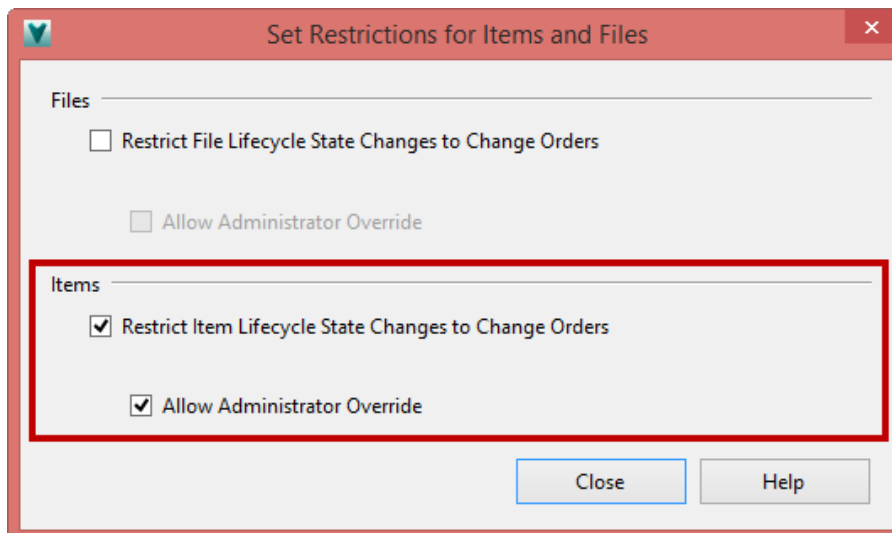 Set Restrictions for Items and Files
Files
Restrict File Lifecycle State Changes to Change Orders
Allow Administrator Override
Items
Restrict Item Lifecycle State Changes to Change Orders
Allow Administrator Override
Close Help